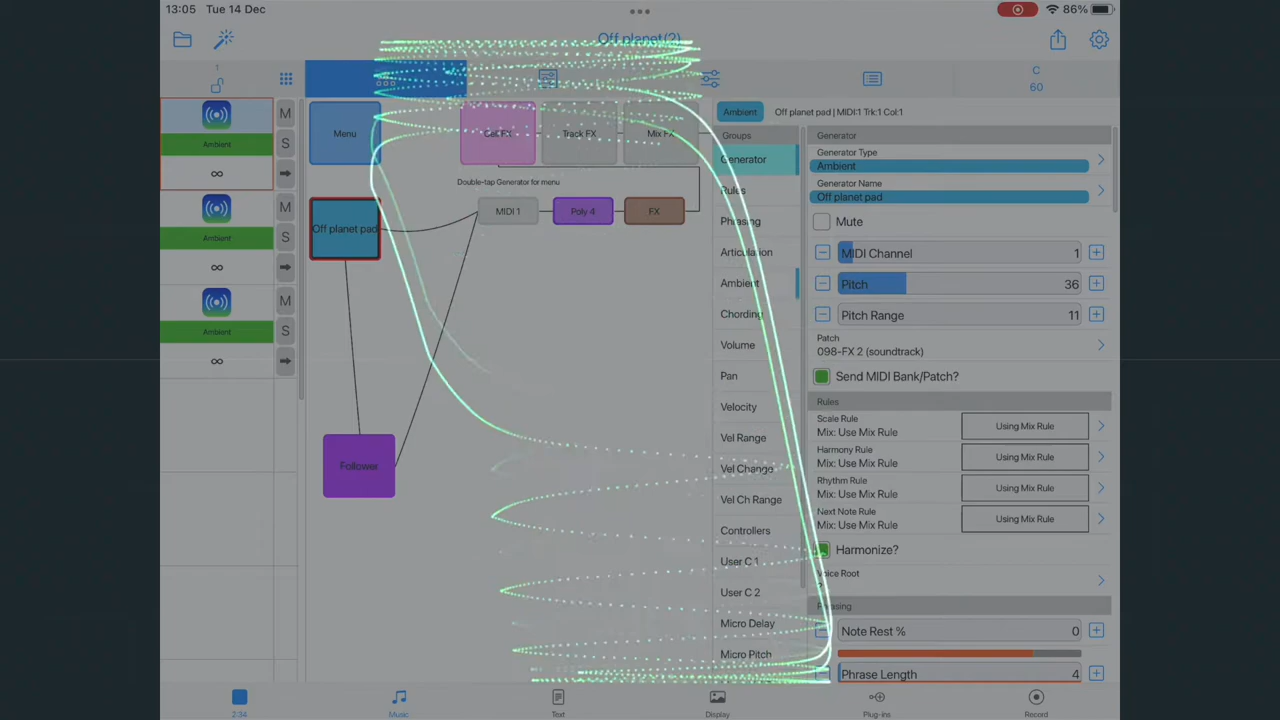 13:05 Tue 14 Dec
86%
Off planet(2)
C
60
Ambient
M
S
∞
Ambient
M
S
∞
Ambient
M
S
∞
Menu
Cell FX
Track FX
Mix FX
Double-tap Generator for menu
Off planet pad
MIDI 1
Poly 4
FX
Follower
Ambient
Off planet pad | MIDI:1 Trk:1 Col:1
Groups
Generator
Rules
Phrasing
Articulation
Ambient
Chording
Volume
Pan
Velocity
Vel Range
Vel Change
Vel Ch Range
Controllers
User C 1
User C 2
Micro Delay
Micro Pitch
Generator
Generator Type
Ambient
Generator Name
Off planet pad
Mute
MIDI Channel 1
Pitch 36
Pitch Range 11
Patch
098-FX 2 (soundtrack)
Send MIDI Bank/Patch?
Rules
Scale Rule
Mix: Use Mix Rule
Using Mix Rule
Harmony Rule
Mix: Use Mix Rule
Using Mix Rule
Rhythm Rule
Mix: Use Mix Rule
Using Mix Rule
Next Note Rule
Mix: Use Mix Rule
Using Mix Rule
Harmonize?
Voice Root
?
Phrasing
Note Rest % 0
Phrase Length 4
2:34
Music
Text
Display
Plug-ins
Record